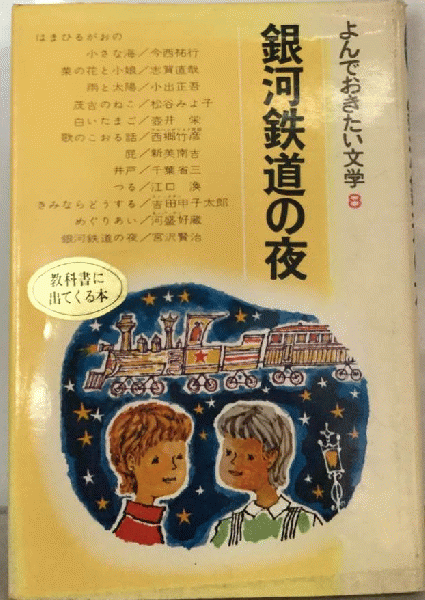 よんでおきたい文学
銀河鉄道の夜
はまひるがおの
小さな海／今西祐行
菜の花と小娘／志賀直哉
雨と太陽／小出正吾
茂吉のねこ／松谷みよ子
白いたまご／壺井 栄
歌のこおる話／西郷竹彦
屁／新美南吉
井戸／千葉省三
つる／江口 渙
きみならどうする／吉田甲子太郎
めぐりあい／河盛好蔵
銀河鉄道の夜／宮沢賢治
教科書に
出てくる本